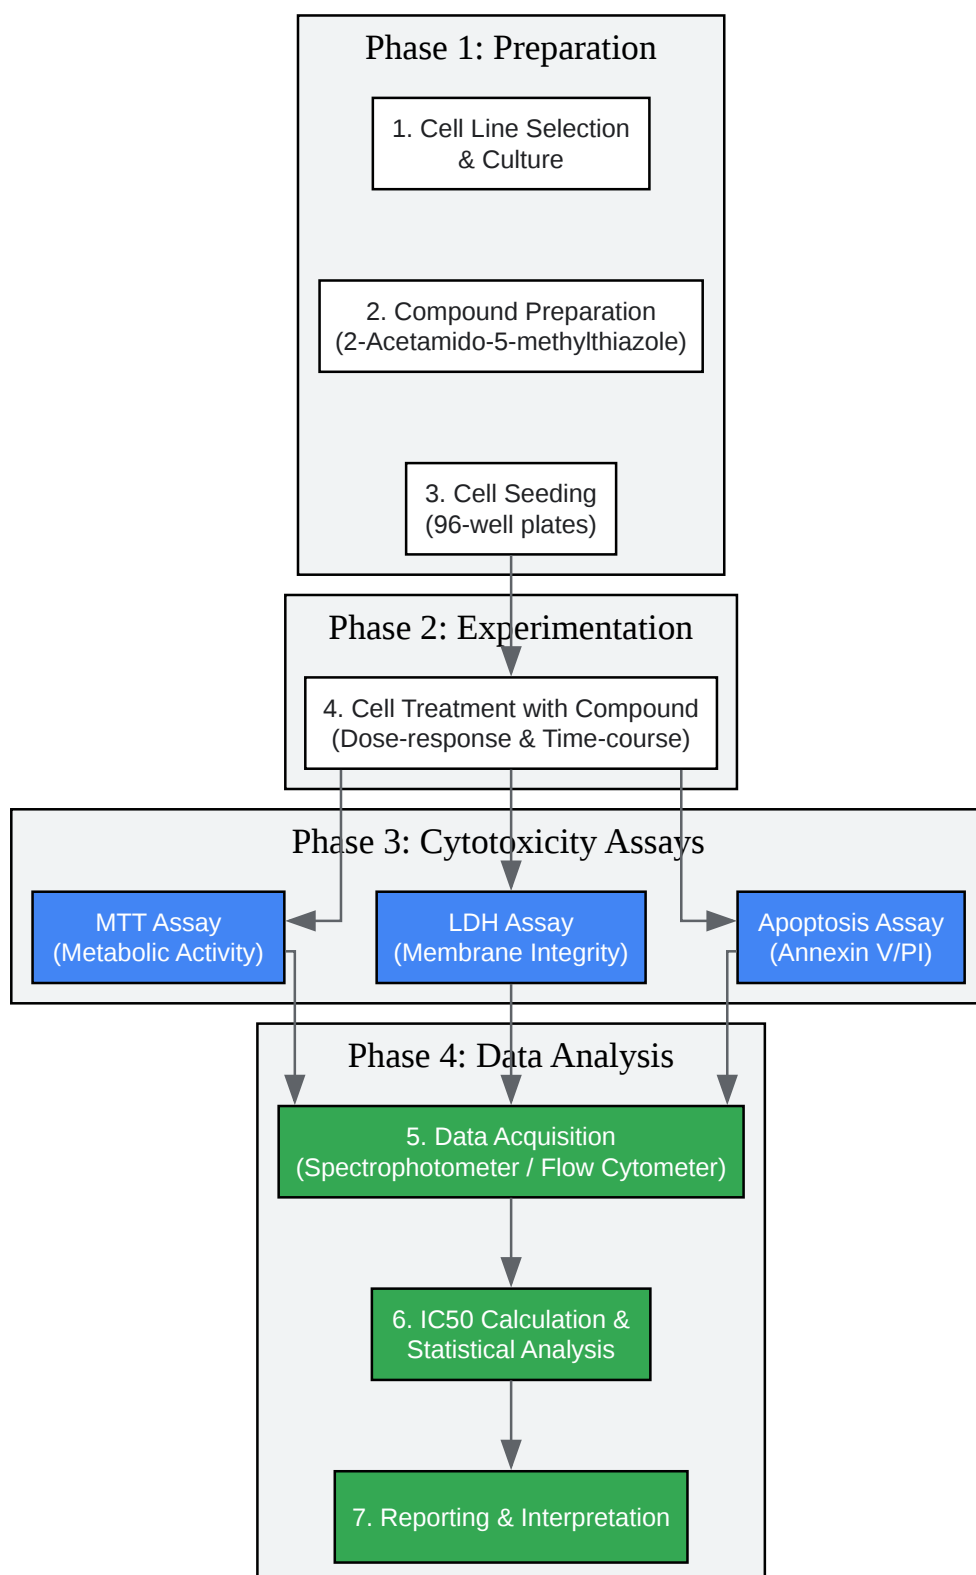 Phase 1: Preparation
1. Cell Line Selection
& Culture
2. Compound Preparation
(2-Acetamido-5-methylthiazole)
3. Cell Seeding
(96-well plates)
Phase 2: Experimentation
4. Cell Treatment with Compound
(Dose-response & Time-course)
Phase 3: Cytotoxicity Assays
MTT Assay
(Metabolic Activity)
LDH Assay
(Membrane Integrity)
Apoptosis Assay
(Annexin V/PI)
Phase 4: Data Analysis
5. Data Acquisition
(Spectrophotometer / Flow Cytometer)
6. IC50 Calculation &
Statistical Analysis
7. Reporting & Interpretation